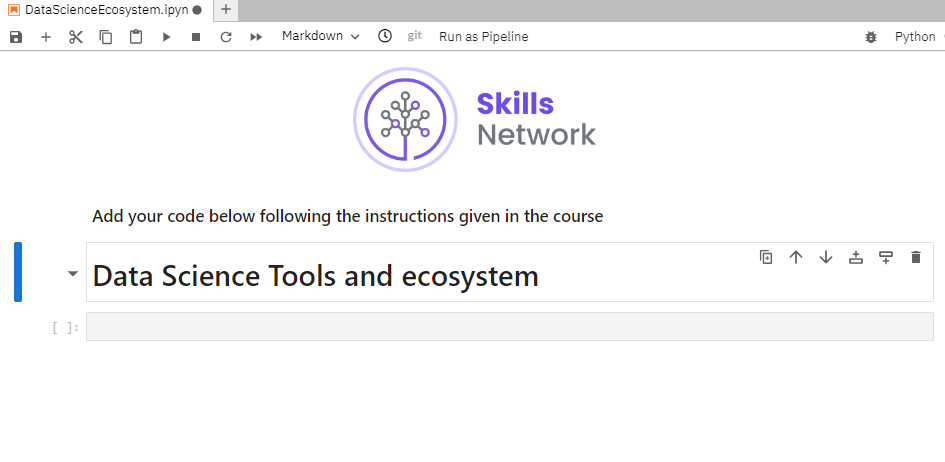 DataScienceEcosystem.ipyn
Markdown git Run as Pipeline Python
Skills
Network
Add your code below following the instructions given in the course
Data Science Tools and ecosystem
[ ]: